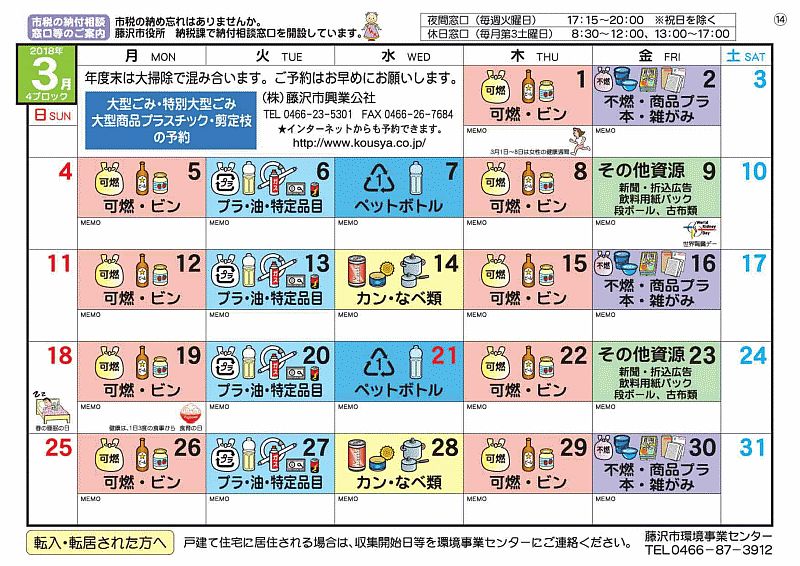 市税の納付相談
窓口等のご案内
市税の納め忘れはありませんか。
藤沢市役所 納税課で納付相談窓口を開設しています。
夜間窓口（毎週火曜日） 17:15～20:00 ※祝日を除く
休日窓口（毎月第3土曜日） 8:30～12:00、13:00～17:00
⑭
2018年
3月
4ブロック
日 SUN
月 MON
火 TUE
水 WED
木 THU
金 FRI
土 SAT
年度末は大掃除で混み合います。ご予約はお早めにお願いします。
大型ごみ・特別大型ごみ
大型商品プラスチック・剪定枝
の予約
（株）藤沢市興業公社
TEL 0466-23-5301 FAX 0466-26-7684
★インターネットからも予約できます。
http://www.kousya.co.jp/
可燃 1
可燃・ビン
MEMO
3月1日～8日は女性の健康週間
不燃 2
不燃・商品プラ
本・雑がみ
MEMO
3
4
可燃 5
可燃・ビン
MEMO
プラ 6
プラ・油・特定品目
MEMO
1 7
ペットボトル
MEMO
可燃 8
可燃・ビン
MEMO
その他資源 9
新聞・折込広告
飲料用紙パック
段ボール、古布類
MEMO
World
Kidney
Day
世界腎臓デー
10
11
可燃 12
可燃・ビン
MEMO
プラ 13
プラ・油・特定品目
MEMO
14
カン・なべ類
MEMO
可燃 15
可燃・ビン
MEMO
不燃 16
不燃・商品プラ
本・雑がみ
MEMO
17
18
春の睡眠の日
可燃 19
可燃・ビン
MEMO
健康は、1日3食の食事から 食育の日
プラ 20
プラ・油・特定品目
MEMO
1 21
ペットボトル
MEMO
可燃 22
可燃・ビン
MEMO
その他資源 23
新聞・折込広告
飲料用紙パック
段ボール、古布類
MEMO
24
25
可燃 26
可燃・ビン
MEMO
プラ 27
プラ・油・特定品目
MEMO
28
カン・なべ類
MEMO
可燃 29
可燃・ビン
MEMO
不燃 30
不燃・商品プラ
本・雑がみ
MEMO
31
転入・転居された方へ
戸建て住宅に居住される場合は、収集開始日等を環境事業センターにご連絡ください。
藤沢市環境事業センター
TEL0466-87-3912